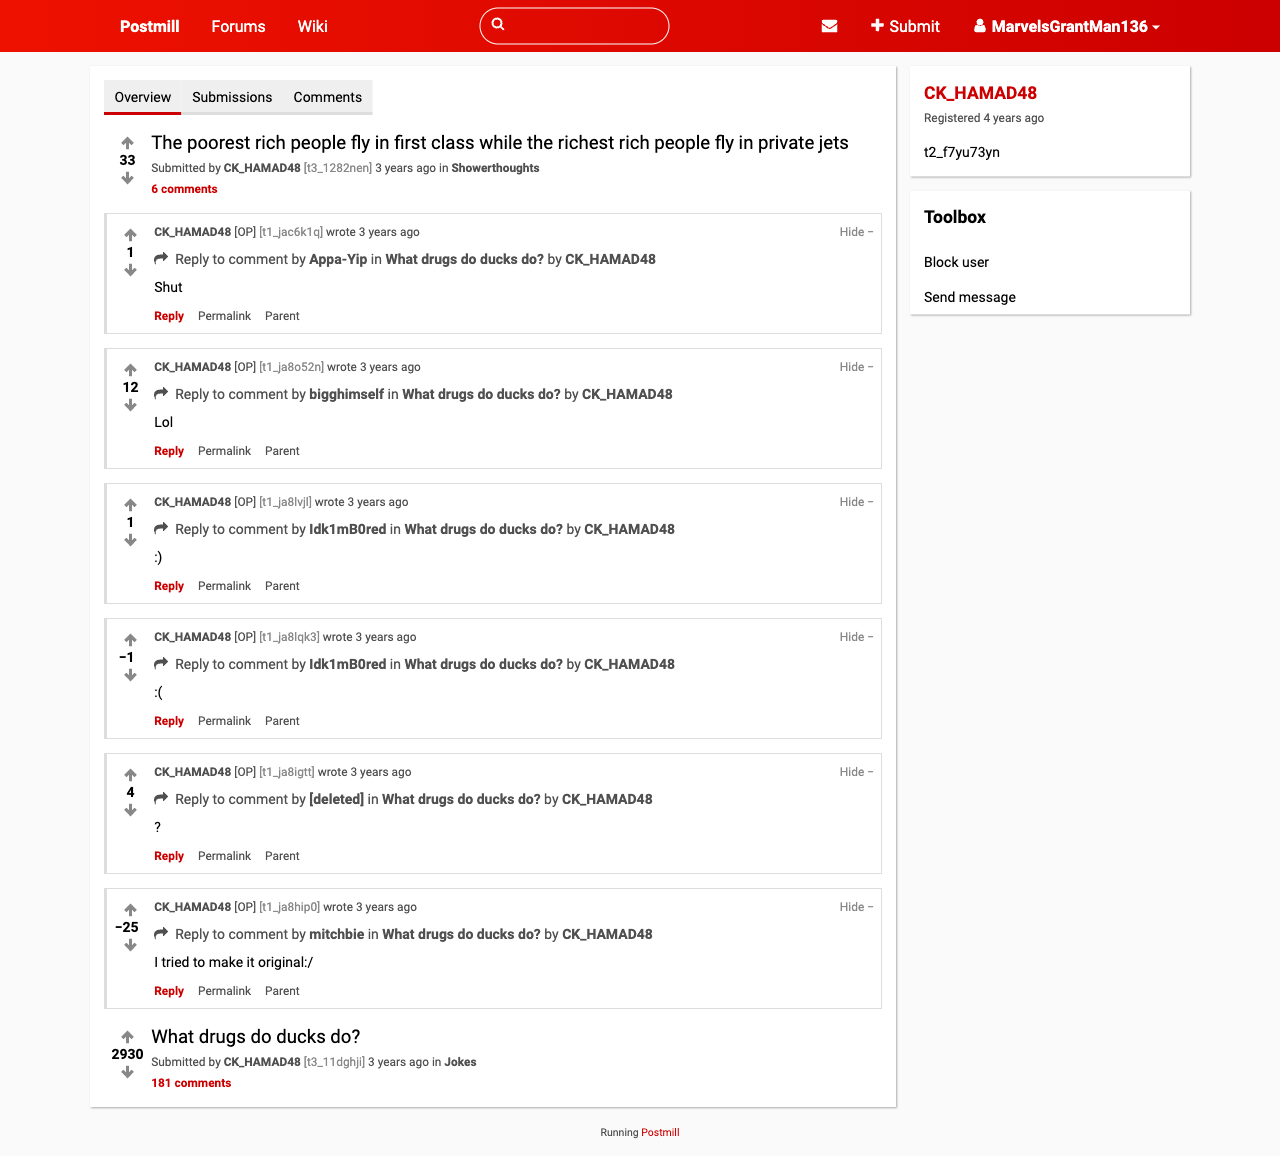 Postmill Forums Wiki Submit MarvelsGrantMan136
Overview Submissions Comments
33
The poorest rich people fly in first class while the richest rich people fly in private jets
Submitted by CK_HAMAD48 [t3_1282nen] 3 years ago in Showerthoughts
6 comments
CK_HAMAD48 [OP] [t1_jac6k1q] wrote 3 years ago Hide −
1
Reply to comment by Appa-Yip in What drugs do ducks do? by CK_HAMAD48
Shut
Reply Permalink Parent
CK_HAMAD48 [OP] [t1_ja8o52n] wrote 3 years ago Hide −
12
Reply to comment by bigghimself in What drugs do ducks do? by CK_HAMAD48
Lol
Reply Permalink Parent
CK_HAMAD48 [OP] [t1_ja8lvjl] wrote 3 years ago Hide −
1
Reply to comment by Idk1mB0red in What drugs do ducks do? by CK_HAMAD48
:)
Reply Permalink Parent
CK_HAMAD48 [OP] [t1_ja8lqk3] wrote 3 years ago Hide −
−1
Reply to comment by Idk1mB0red in What drugs do ducks do? by CK_HAMAD48
:(
Reply Permalink Parent
CK_HAMAD48 [OP] [t1_ja8igtt] wrote 3 years ago Hide −
4
Reply to comment by [deleted] in What drugs do ducks do? by CK_HAMAD48
?
Reply Permalink Parent
CK_HAMAD48 [OP] [t1_ja8hip0] wrote 3 years ago Hide −
−25
Reply to comment by mitchbie in What drugs do ducks do? by CK_HAMAD48
I tried to make it original:/
Reply Permalink Parent
2930
What drugs do ducks do?
Submitted by CK_HAMAD48 [t3_11dghji] 3 years ago in Jokes
181 comments
CK_HAMAD48
Registered 4 years ago
t2_f7yu73yn
Toolbox
Block user
Send message
Running Postmill